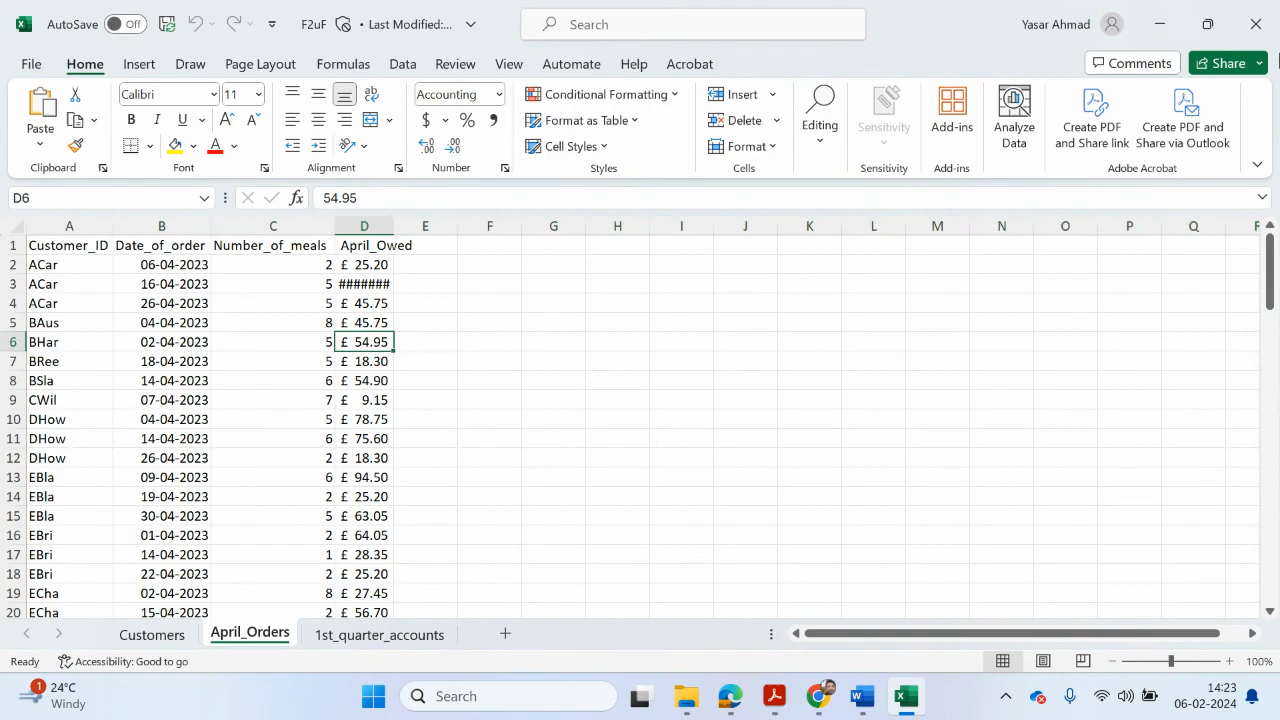 AutoSave Off F2uF • Last Modified:... Search Yasar Ahmad
File Home Insert Draw Page Layout Formulas Data Review View Automate Help Acrobat Comments Share
Calibri 11 Accounting Conditional Formatting Insert
Paste B I U A A $ % Format as Table Delete Editing Sensitivity Add-ins Analyze Data Create PDF and Share link Create PDF and Share via Outlook
A Cell Styles Format
Clipboard Font Alignment Number Styles Cells Sensitivity Add-ins Adobe Acrobat
D6 fx 54.95
A B C D E F G H I J K L M N O P Q R
1 Customer_ID Date_of_order Number_of_meals April_Owed
2 ACar 06-04-2023 2 £ 25.20
3 ACar 16-04-2023 5 #######
4 ACar 26-04-2023 5 £ 45.75
5 BAus 04-04-2023 8 £ 45.75
6 BHar 02-04-2023 5 £ 54.95
7 BRee 18-04-2023 5 £ 18.30
8 BSla 14-04-2023 6 £ 54.90
9 CWil 07-04-2023 7 £ 9.15
10 DHow 04-04-2023 5 £ 78.75
11 DHow 14-04-2023 6 £ 75.60
12 DHow 26-04-2023 2 £ 18.30
13 EBla 09-04-2023 6 £ 94.50
14 EBla 19-04-2023 2 £ 25.20
15 EBla 30-04-2023 5 £ 63.05
16 EBri 01-04-2023 2 £ 64.05
17 EBri 14-04-2023 1 £ 28.35
18 EBri 22-04-2023 2 £ 25.20
19 ECha 02-04-2023 8 £ 27.45
20 ECha 15-04-2023 2 £ 56.70
Customers April_Orders 1st_quarter_accounts
Ready Accessibility: Good to go 100%
1 24°C Search 14:23
Windy 06-02-2024